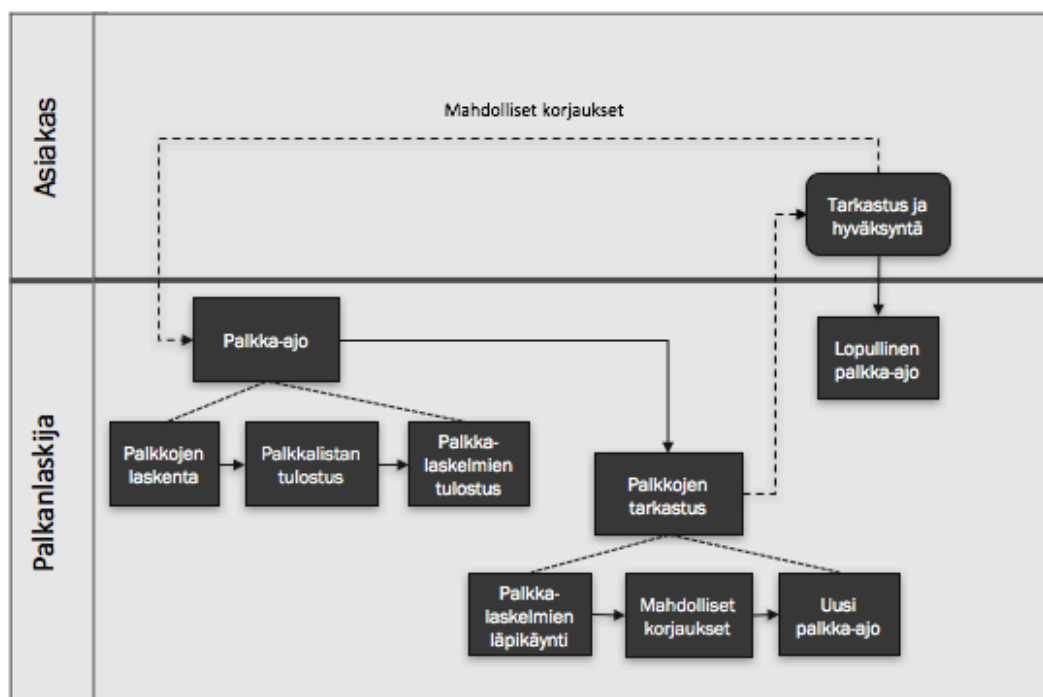 Asiakas
Mahdolliset korjaukset
Tarkastus ja
hyväksyntä
Palkanlaskija
Palkka-ajo
Lopullinen
palkka-ajo
Palkkojen
laskenta
Palkkalistan
tulostus
Palkka-
laskelmien
tulostus
Palkkojen
tarkastus
Palkka-
laskelmien
läpikäynti
Mahdolliset
korjaukset
Uusi
palkka-ajo